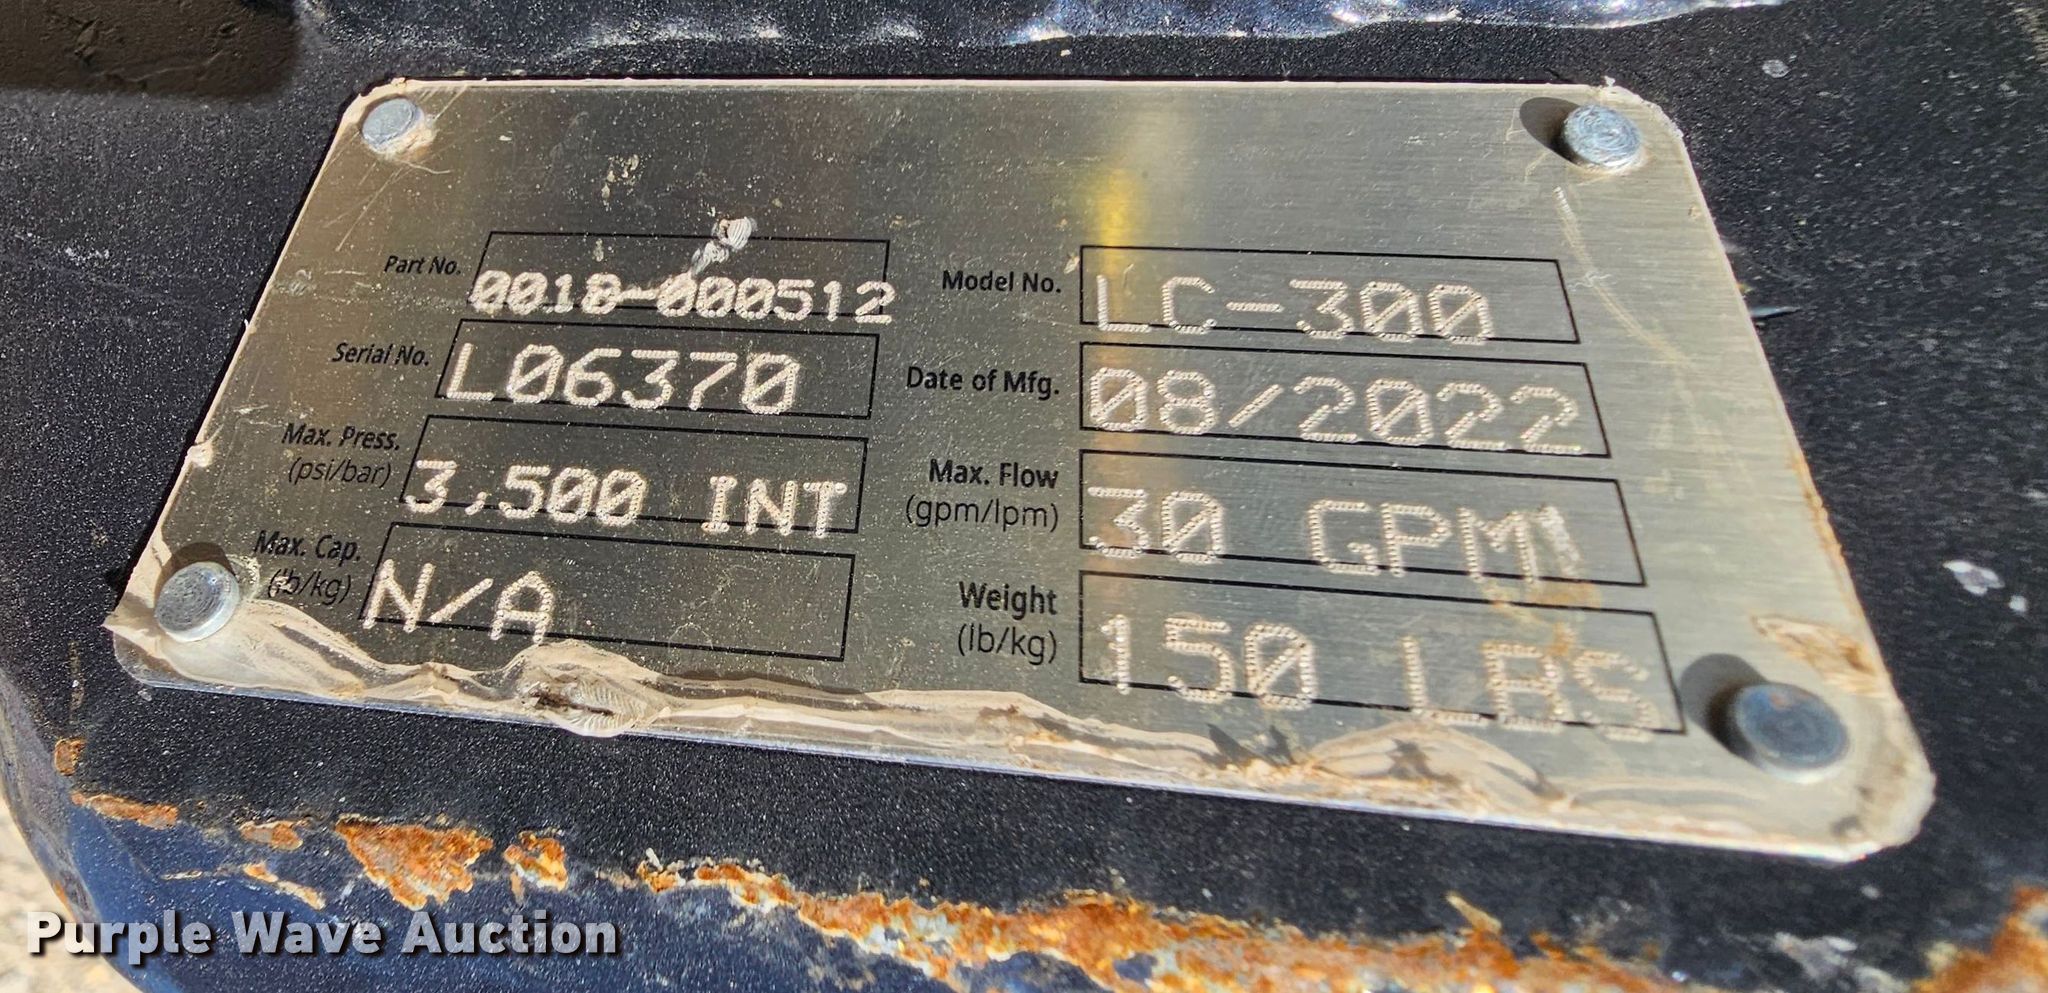 Part No. 0018-000512
Model No. LC-300
Serial No. L06370
Date of Mfg. 08/2022
Max. Press. (psi/bar) 3,500 INT
Max. Flow (gpm/lpm) 30 GPM
Max. Cap. (lb/kg) N/A
Weight (lb/kg) 150 LBS
Purple Wave Auction